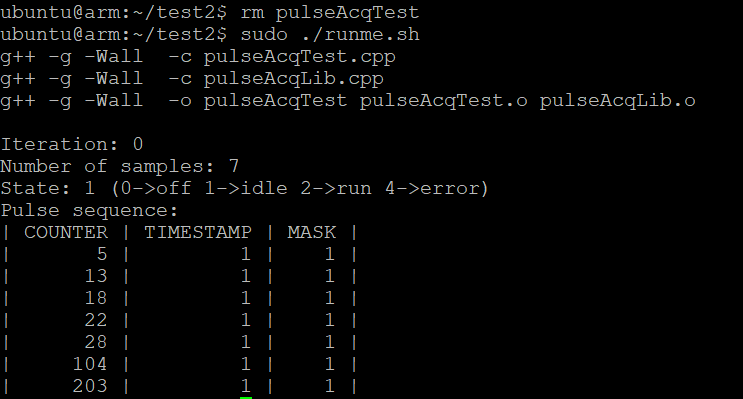 ubuntu@arm:~/test2$ rm pulseAcqTest
ubuntu@arm:~/test2$ sudo ./runme.sh
g++ -g -Wall  -c pulseAcqTest.cpp
g++ -g -Wall  -c pulseAcqLib.cpp
g++ -g -Wall  -o pulseAcqTest pulseAcqTest.o pulseAcqLib.o

Iteration: 0
Number of samples: 7
State: 1 (0->off 1->idle 2->run 4->error)
Pulse sequence:
| COUNTER | TIMESTAMP | MASK |
|       5 |         1 |    1 |
|      13 |         1 |    1 |
|      18 |         1 |    1 |
|      22 |         1 |    1 |
|      28 |         1 |    1 |
|     104 |         1 |    1 |
|     203 |         1 |    1 |